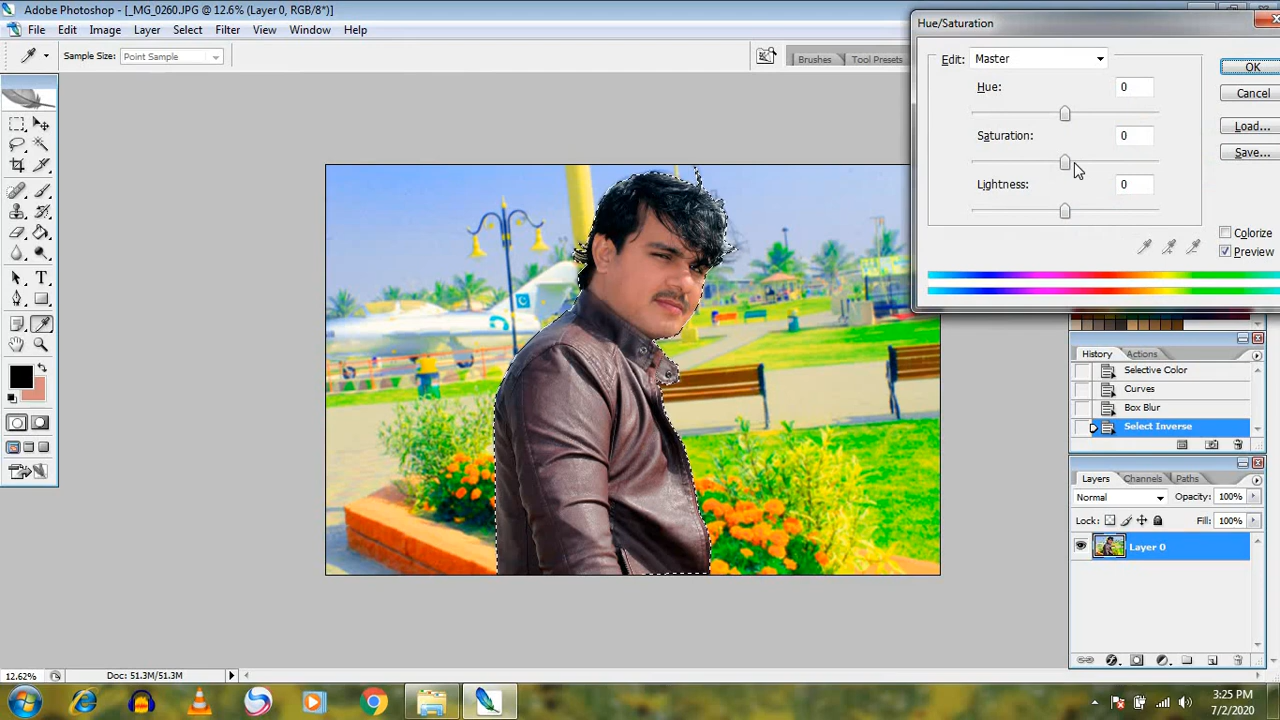 Adobe Photoshop - [_MG_0260.JPG @ 12.6% (Layer 0, RGB/8*)]
File Edit Image Layer Select Filter View Window Help
Sample Size: Point Sample
Brushes Tool Presets
Hue/Saturation
Edit: Master
OK
Hue: 0
Cancel
Load...
Saturation: 0
Save...
Lightness: 0
Colorize
Preview
History Actions
Selective Color
Curves
Box Blur
Select Inverse
Layers Channels Paths
Normal Opacity: 100%
Lock: Fill: 100%
Layer 0
12.62% Doc: 51.3M/51.3M
3:25 PM
7/2/2020